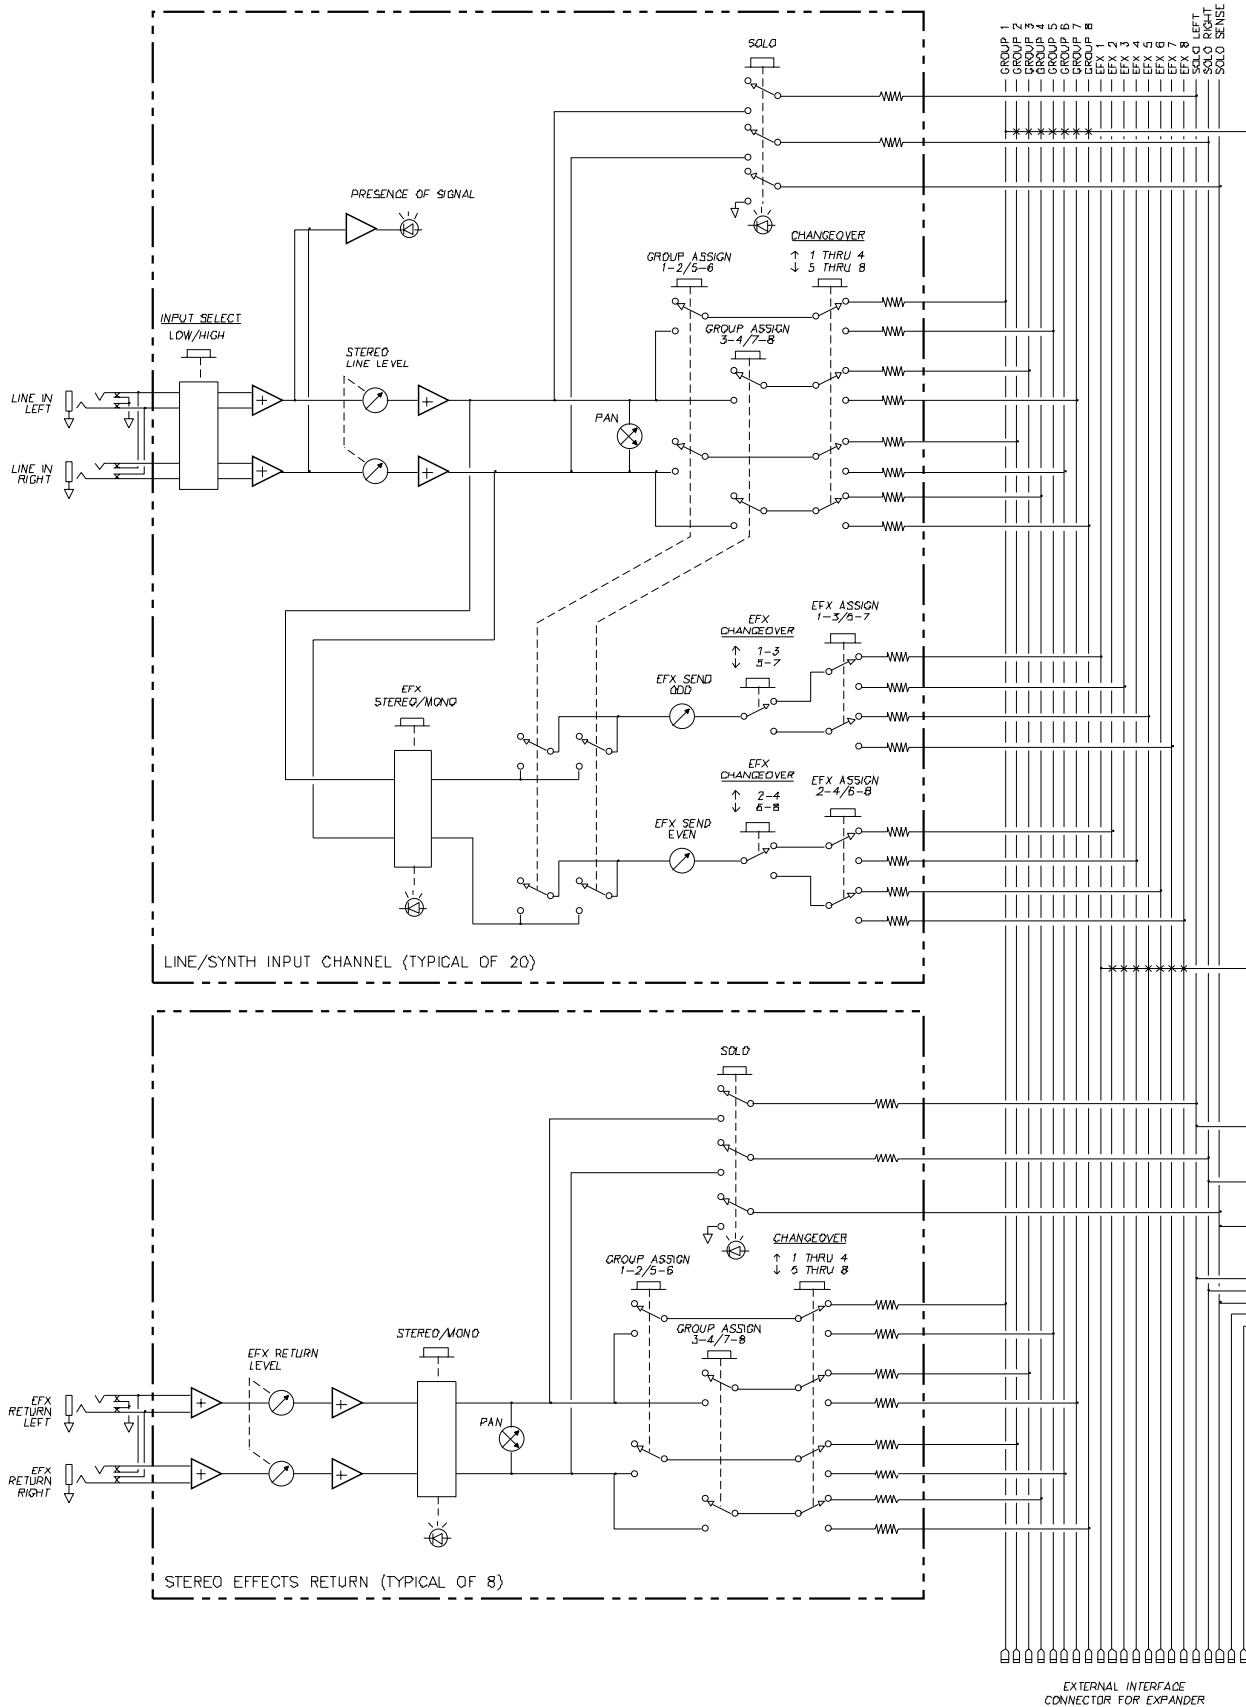 SOLO
GROUP 1
GROUP 2
GROUP 3
GROUP 4
GROUP 5
GROUP 6
GROUP 7
GROUP 8
EFX 1
EFX 2
EFX 3
EFX 4
EFX 5
EFX 6
EFX 7
EFX 8
SOLO LEFT
SOLO RIGHT
SOLO SENSE
PRESENCE OF SIGNAL
CHANGEOVER
↑ 1 THRU 4
↓ 5 THRU 8
GROUP ASSIGN
1-2/5-6
INPUT SELECT
LOW/HIGH
GROUP ASSIGN
3-4/7-8
STEREO
LINE LEVEL
LINE IN
LEFT
PAN
LINE IN
RIGHT
EFX ASSIGN
1-3/5-7
EFX
CHANGEOVER
↑ 1-3
↓ 5-7
EFX SEND
ODD
EFX
STEREO/MONO
EFX
CHANGEOVER
↑ 2-4
↓ 6-8
EFX ASSIGN
2-4/6-8
EFX SEND
EVEN
LINE/SYNTH INPUT CHANNEL (TYPICAL OF 20)
SOLO
CHANGEOVER
↑ 1 THRU 4
↓ 5 THRU 8
GROUP ASSIGN
1-2/5-6
GROUP ASSIGN
3-4/7-8
STEREO/MONO
EFX RETURN
LEVEL
EFX
RETURN
LEFT
PAN
EFX
RETURN
RIGHT
STEREO EFFECTS RETURN (TYPICAL OF 8)
EXTERNAL INTERFACE
CONNECTOR FOR EXPANDER